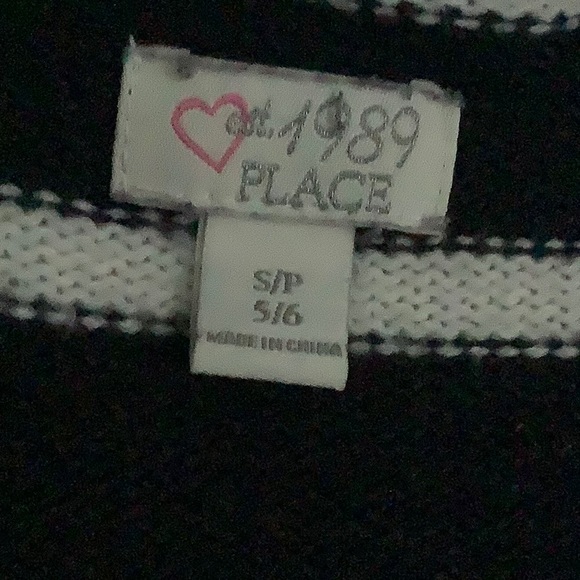 est. 1989
PLACE
S/P
5/6
MADE IN CHINA